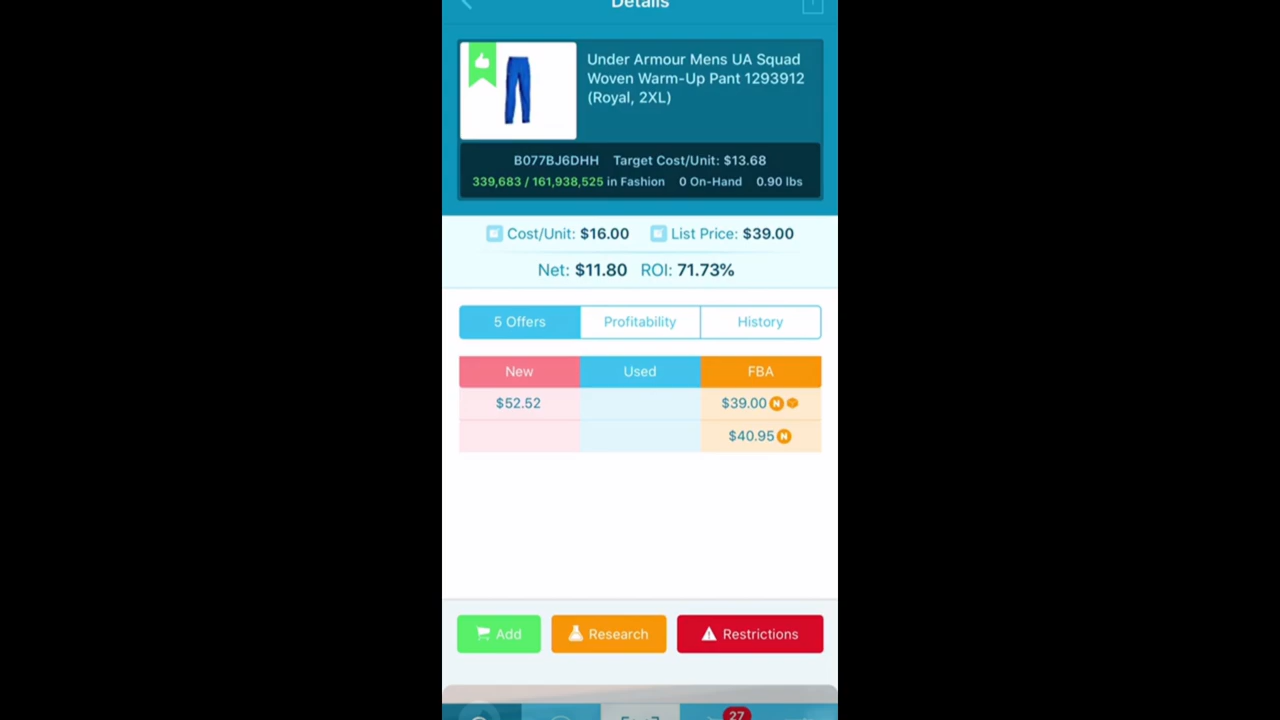 Details
Under Armour Mens UA Squad
Woven Warm-Up Pant 1293912
(Royal, 2XL)
B077BJ6DHH Target Cost/Unit: $13.68
339,683 / 161,938,525 in Fashion 0 On-Hand 0.90 lbs
Cost/Unit: $16.00 List Price: $39.00
Net: $11.80 ROI: 71.73%
5 Offers Profitability History
New Used FBA
$52.52 $39.00 N
$40.95 N
Add Research Restrictions
27